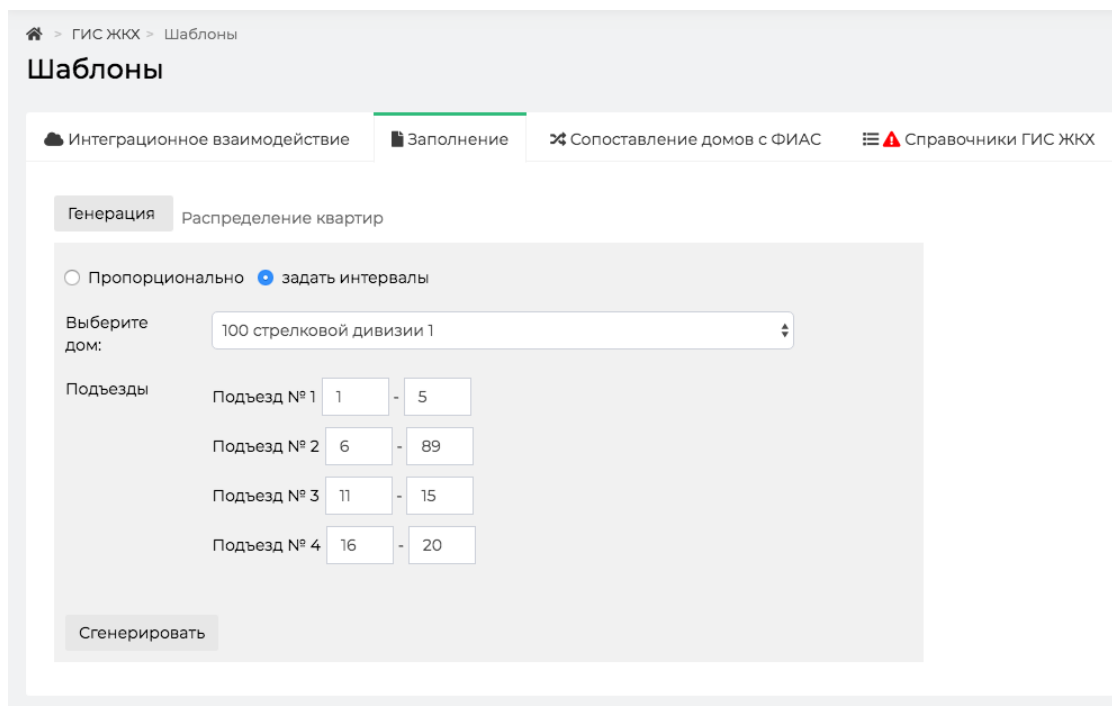 > ГИС ЖКХ > Шаблоны
Шаблоны
Интеграционное взаимодействие Заполнение Сопоставление домов с ФИАС Справочники ГИС ЖКХ
Генерация Распределение квартир
Пропорционально задать интервалы
Выберите дом: 100 стрелковой дивизии 1
Подъезды Подъезд № 1 1 - 5
Подъезд № 2 6 - 89
Подъезд № 3 11 - 15
Подъезд № 4 16 - 20
Сгенерировать